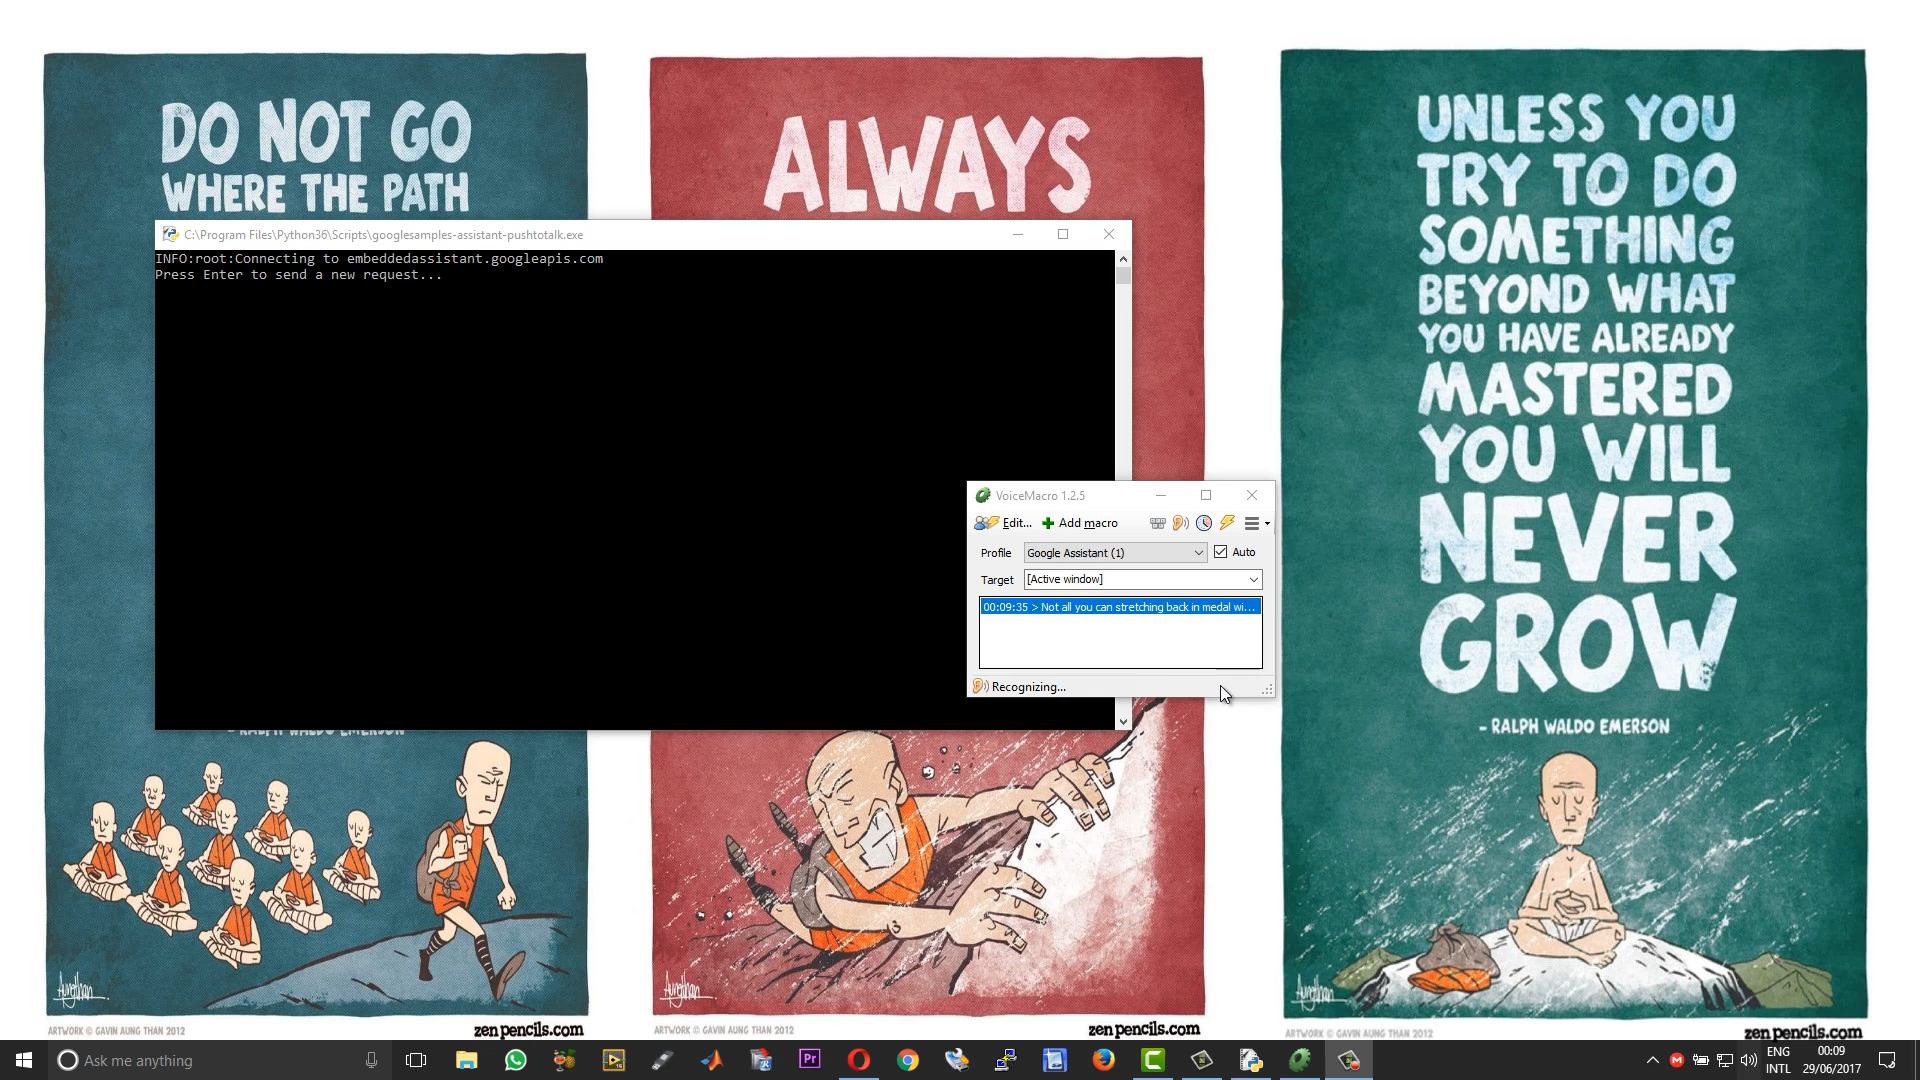 DO NOT GO
WHERE THE PATH
ALWAYS
UNLESS YOU
TRY TO DO
SOMETHING
BEYOND WHAT
YOU HAVE ALREADY
MASTERED
YOU WILL
NEVER
GROW
- RALPH WALDO EMERSON
C:\Program Files\Python36\Scripts\googlesamples-assistant-pushtotalk.exe
INFO:root:Connecting to embeddedassistant.googleapis.com
Press Enter to send a new request...
VoiceMacro 1.2.5
Edit... Add macro
Profile Google Assistant (1) Auto
Target [Active window]
00:09:35 > Not all you can stretching back in medal wi...
Recognizing...
- RALPH WALDO EMERSON
ARTWORK © GAVIN AUNG THAN 2012 zenpencils.com
ARTWORK © GAVIN AUNG THAN 2012 zenpencils.com
ARTWORK © GAVIN AUNG THAN 2012 zenpencils.com
Ask me anything
Pr
ENG
INTL
00:09
29/06/2017